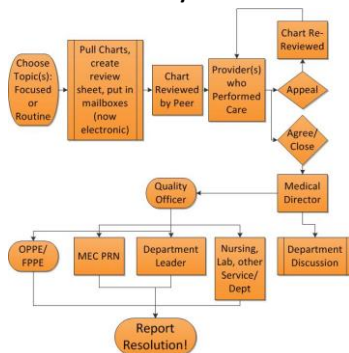 Choose
Topic(s):
Focused
or
Routine
Pull Charts,
create
review
sheet, put in
mailboxes
(now
electronic)
Chart
Reviewed
by Peer
Provider(s)
who
Performed
Care
Chart Re-
Reviewed
Appeal
Agree/
Close
Medical
Director
Quality
Officer
OPPE/
FPPE
MEC PRN
Department
Leader
Nursing,
Lab, other
Service/
Dept
Department
Discussion
Report
Resolution!